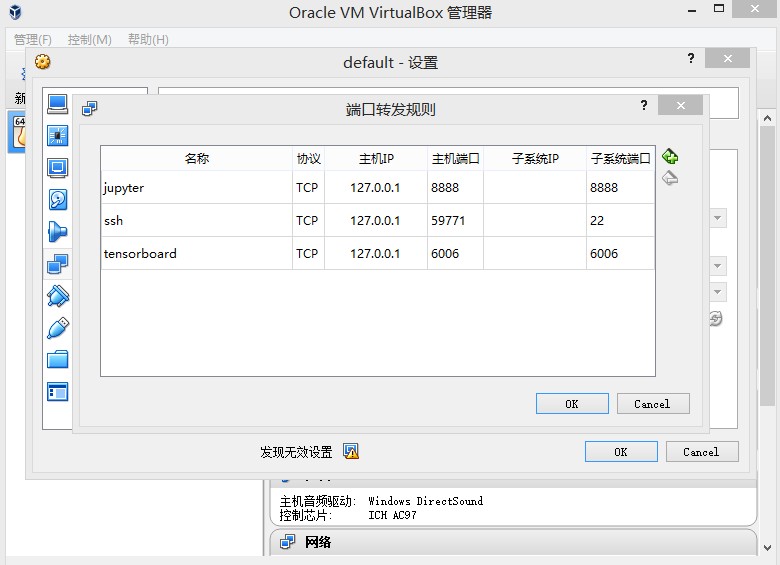 Oracle VM VirtualBox 管理器
管理(F) 控制(M) 帮助(H)
default - 设置
?
新
64
端口转发规则
?
名称 协议 主机IP 主机端口 子系统IP 子系统端口
jupyter TCP 127.0.0.1 8888 8888
ssh TCP 127.0.0.1 59771 22
tensorboard TCP 127.0.0.1 6006 6006
OK Cancel
发现无效设置 OK Cancel
主机音频驱动: Windows DirectSound
控制芯片: ICH AC97
网络